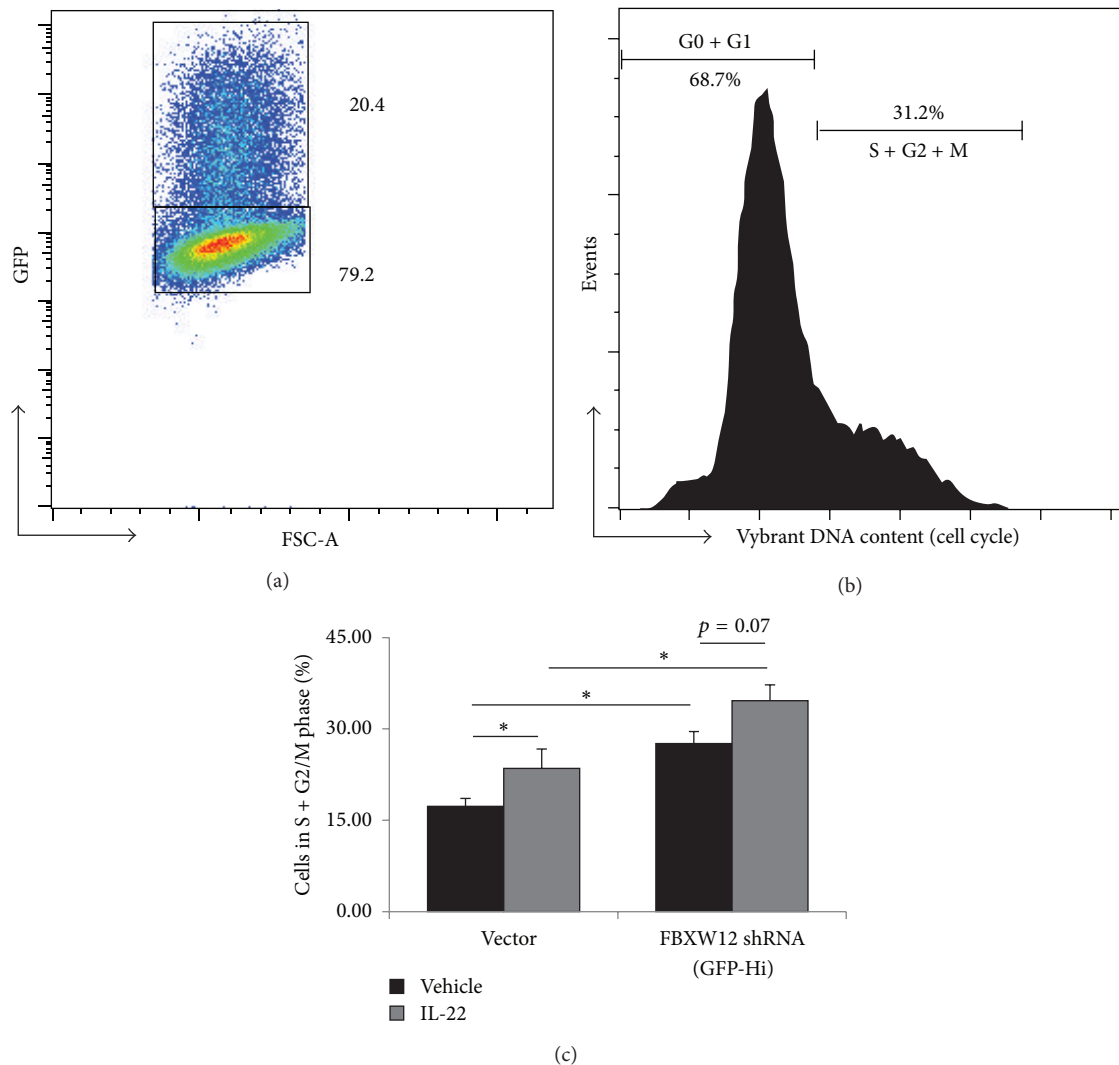 20.4
79.2
GFP
FSC-A
(a)
G0 + G1
68.7%
31.2%
S + G2 + M
Events
Vybrant DNA content (cell cycle)
(b)
p = 0.07
*
*
*
45.00
30.00
15.00
0.00
Cells in S + G2/M phase (%)
Vector
FBXW12 shRNA
(GFP-Hi)
Vehicle
IL-22
(c)